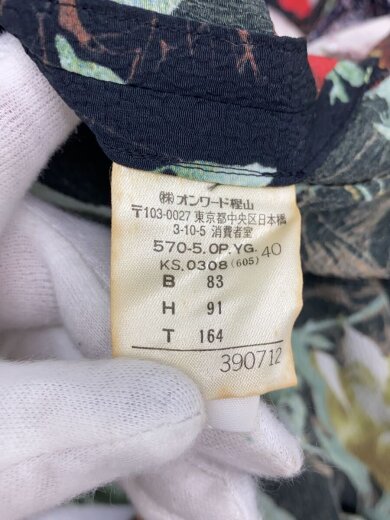 ㈱オンワード樫山
〒103-0027 東京都中央区日本橋
3-10-5 消費者室
570-5.OP.YG. 40
KS.0308 (605)
B 83
H 91
T 164
390712